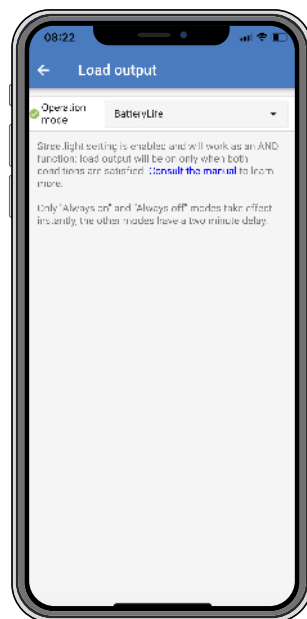 08:22
Load output
Operation
mode
BatteryLife
Streetlight setting is enabled and will work as an AND
function: load output will be on only when both
conditions are satisfied. Consult the manual to learn
more.
Only "Always on" and "Always off" modes take effect
instantly, the other modes have a two minute delay.